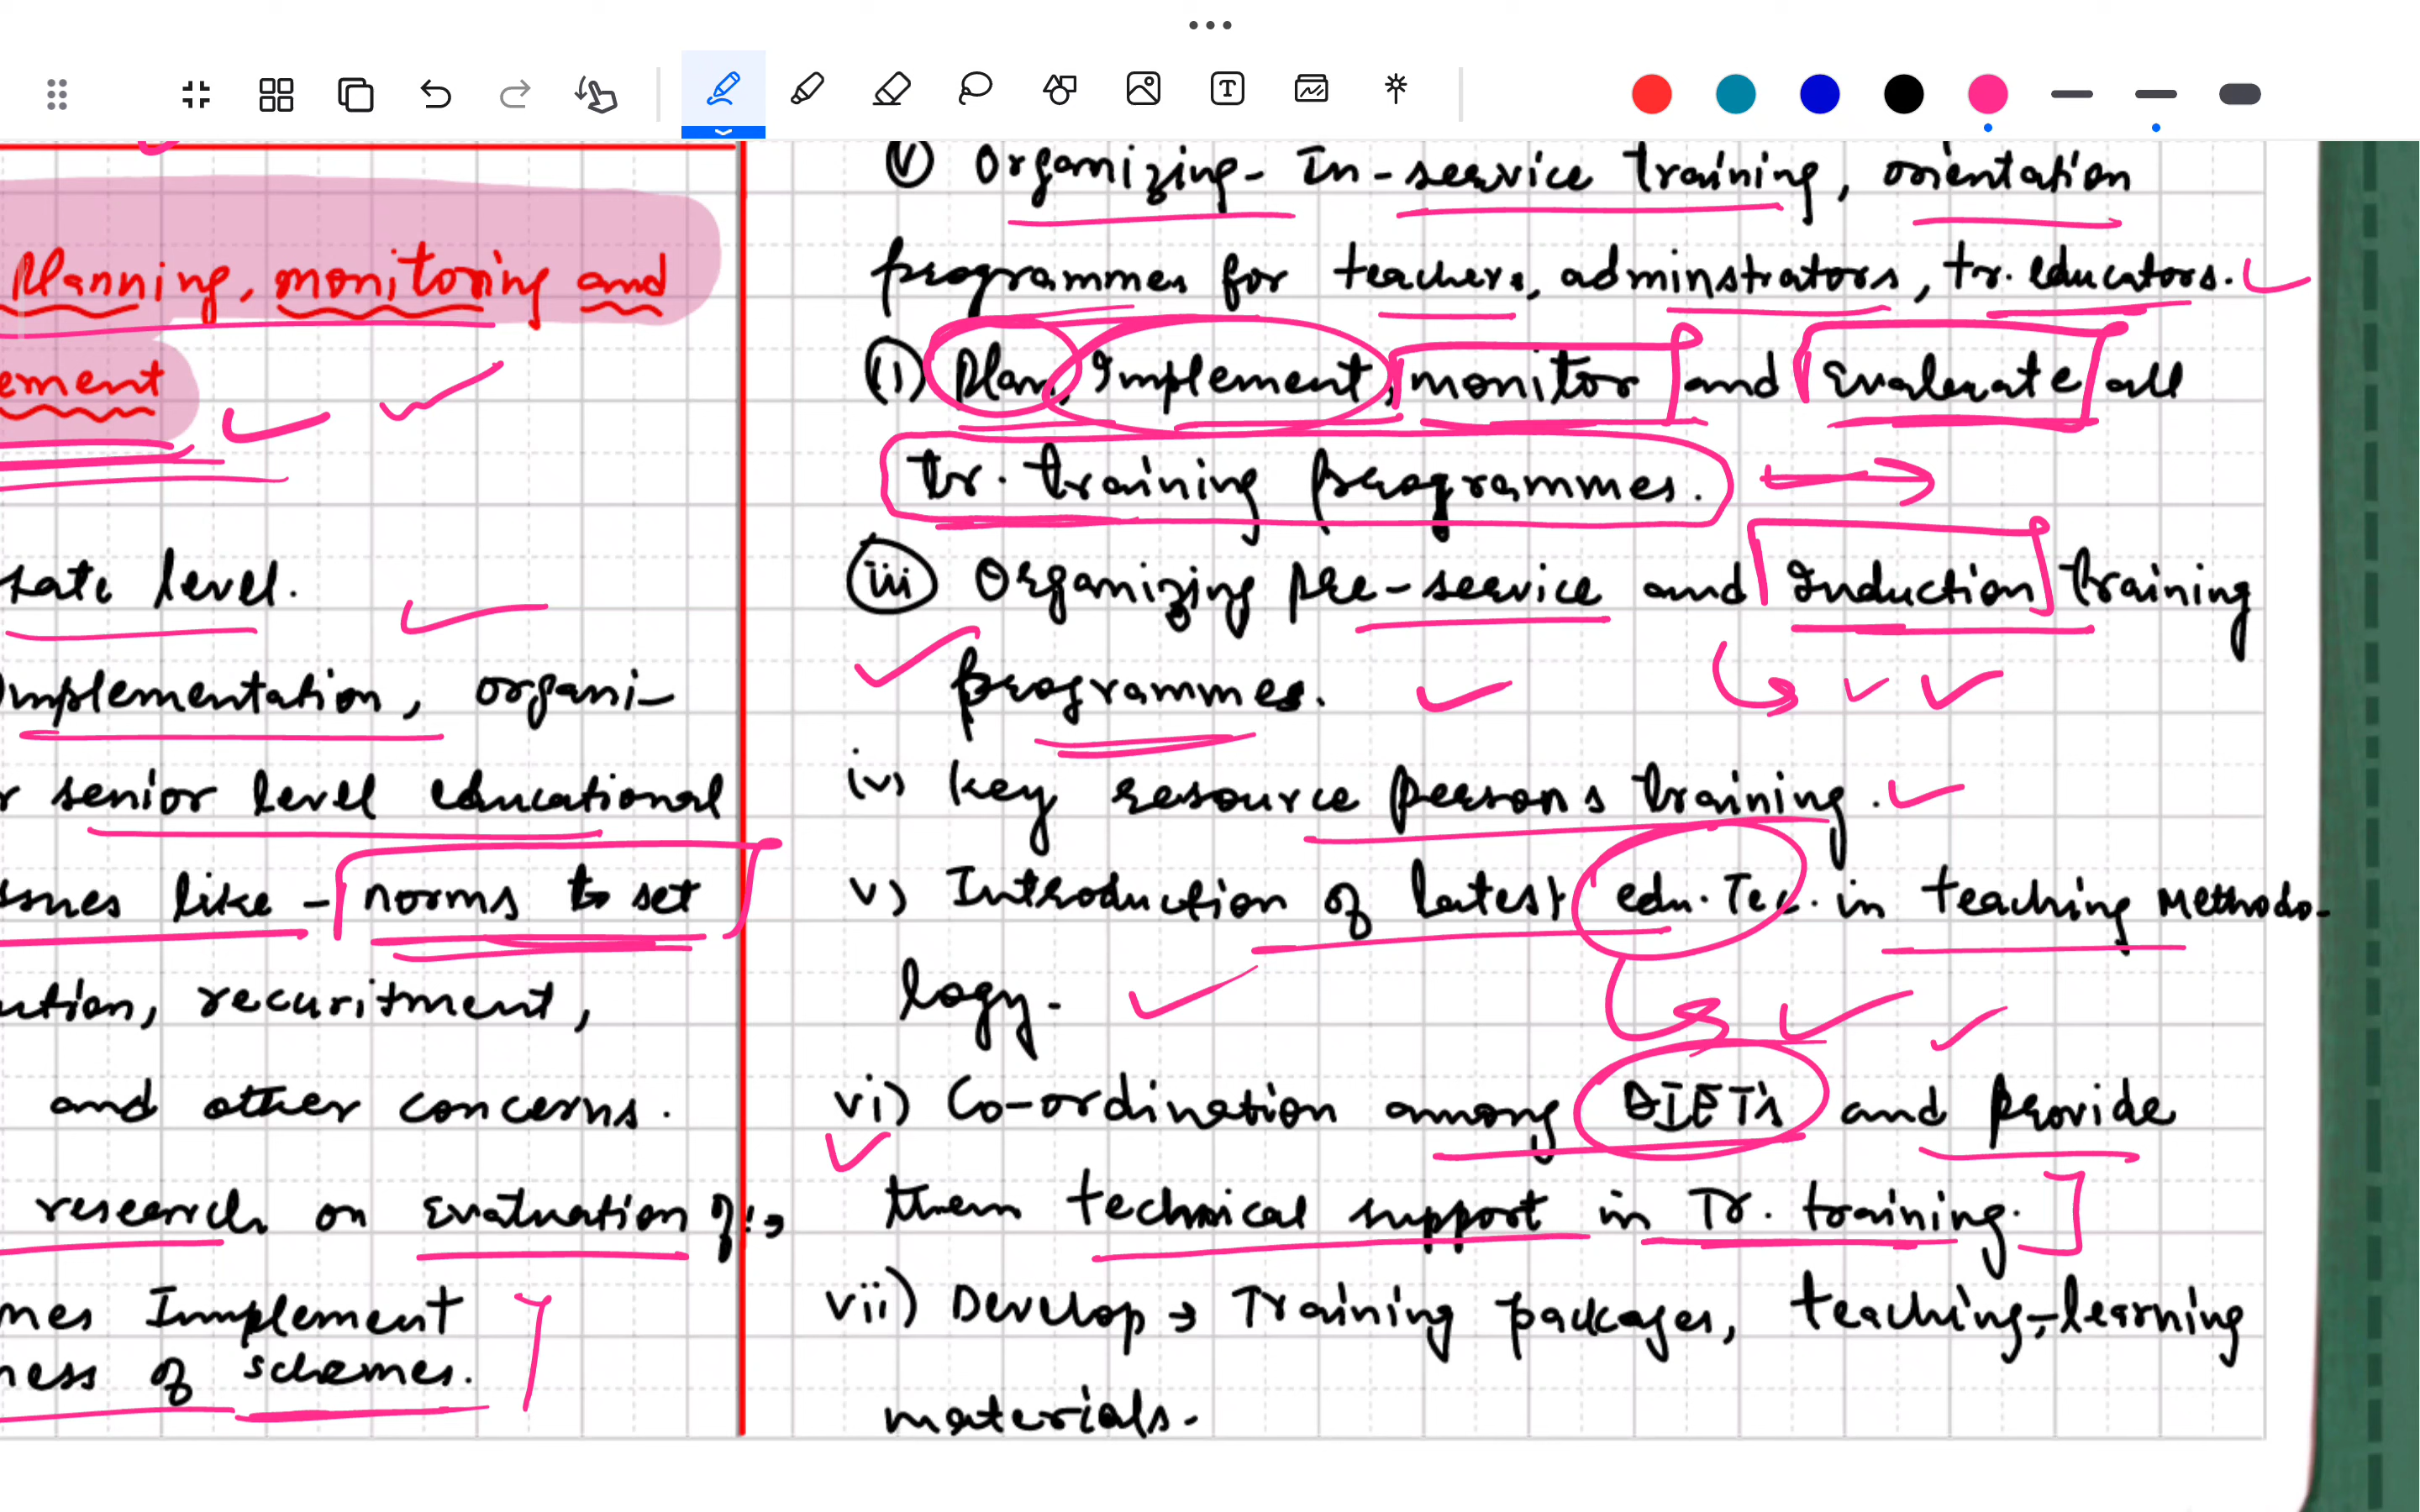 Planning, monitoring and
ement
tate level.
Implementation, organi-
r senior level educational
ssues like - norms to set
ution, recuritment,
and other concerns.
research on Evaluation of :→
mes Implement
ness of schemes.
(V) Organizing- In-service training, orientation
programmes for teachers, adminstrators, tr. educators.
(i) Plan, Implement, monitor and Evaluate all
tr. training programmes.
(iii) Organizing pre-service and Induction training
programmes.
iv) key resource persons training.
v) Introduction of latest edu. Tec. in teaching Methodo-
logy.
vi) Co-ordination among DIETs and provide
them technical support in Tr. training.
vii) Develop → Training packages, teaching-learning
materials.